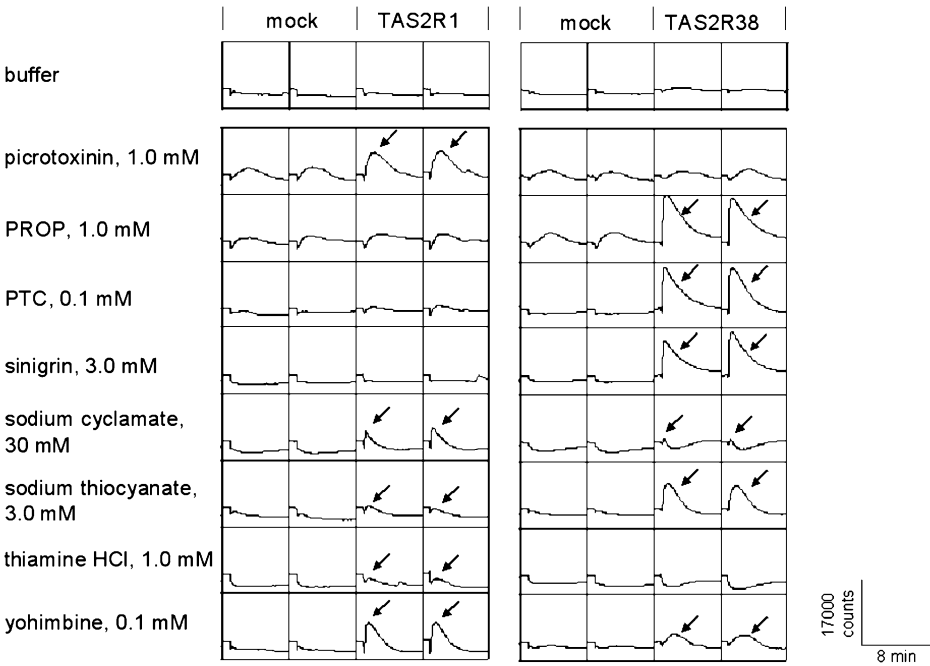 mock TAS2R1 mock TAS2R38
buffer
picrotoxinin, 1.0 mM
PROP, 1.0 mM
PTC, 0.1 mM
sinigrin, 3.0 mM
sodium cyclamate,
30 mM
sodium thiocyanate,
3.0 mM
thiamine HCl, 1.0 mM
yohimbine, 0.1 mM
17000
counts
8 min